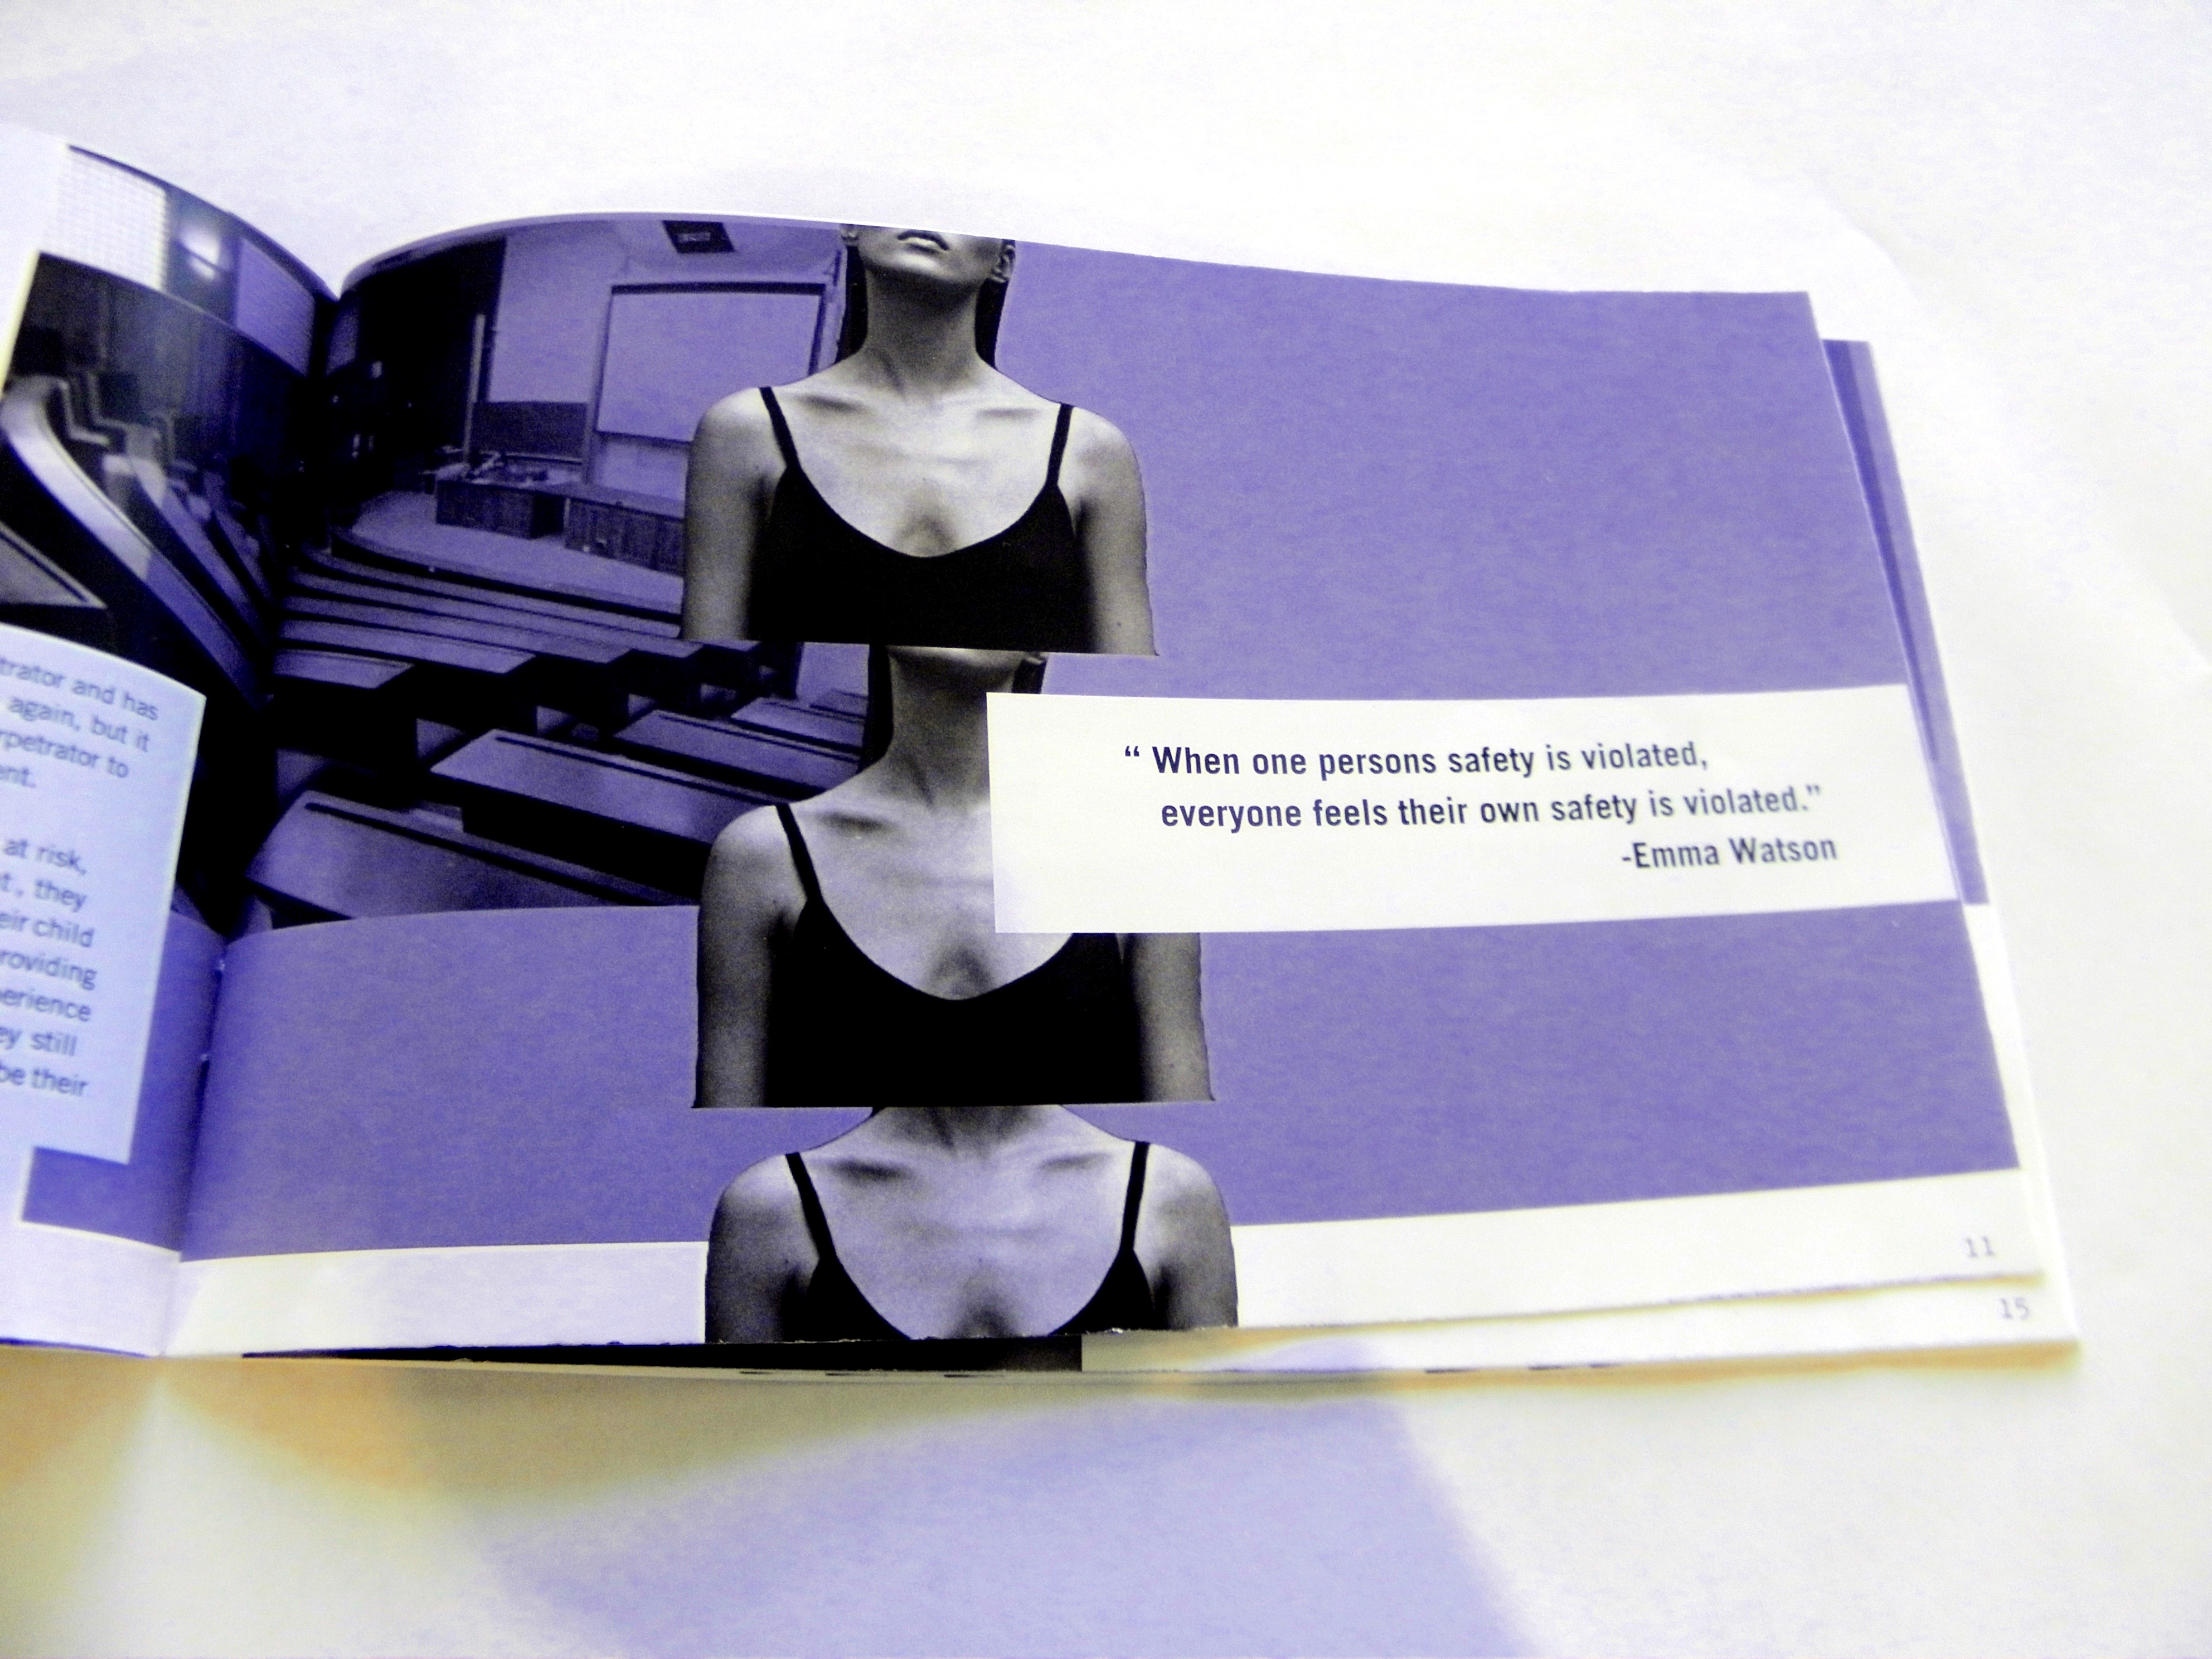 trator and has
again, but it
rpetrator to
ent.
at risk,
t, they
eir child
roviding
perience
ey still
be their
“ When one persons safety is violated,
everyone feels their own safety is violated.”
-Emma Watson
11
15